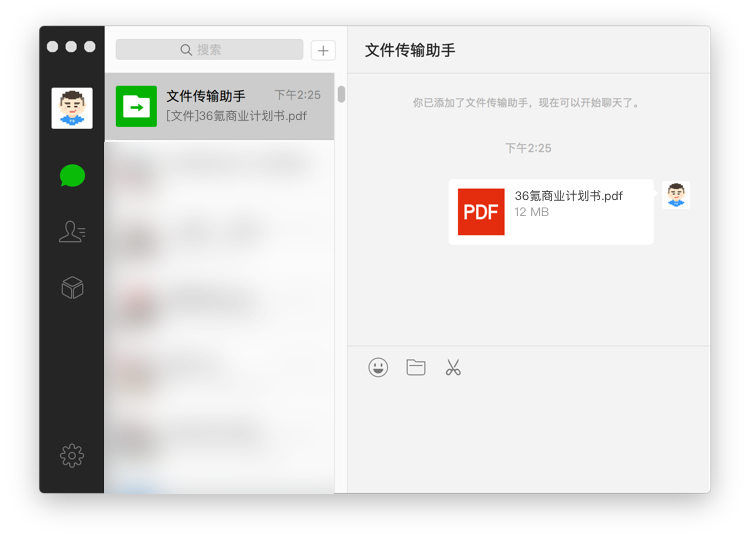 搜索
文件传输助手
下午2:25
[文件]36氪商业计划书.pdf
文件传输助手
你已添加了文件传输助手，现在可以开始聊天了。
下午2:25
PDF
36氪商业计划书.pdf
12 MB